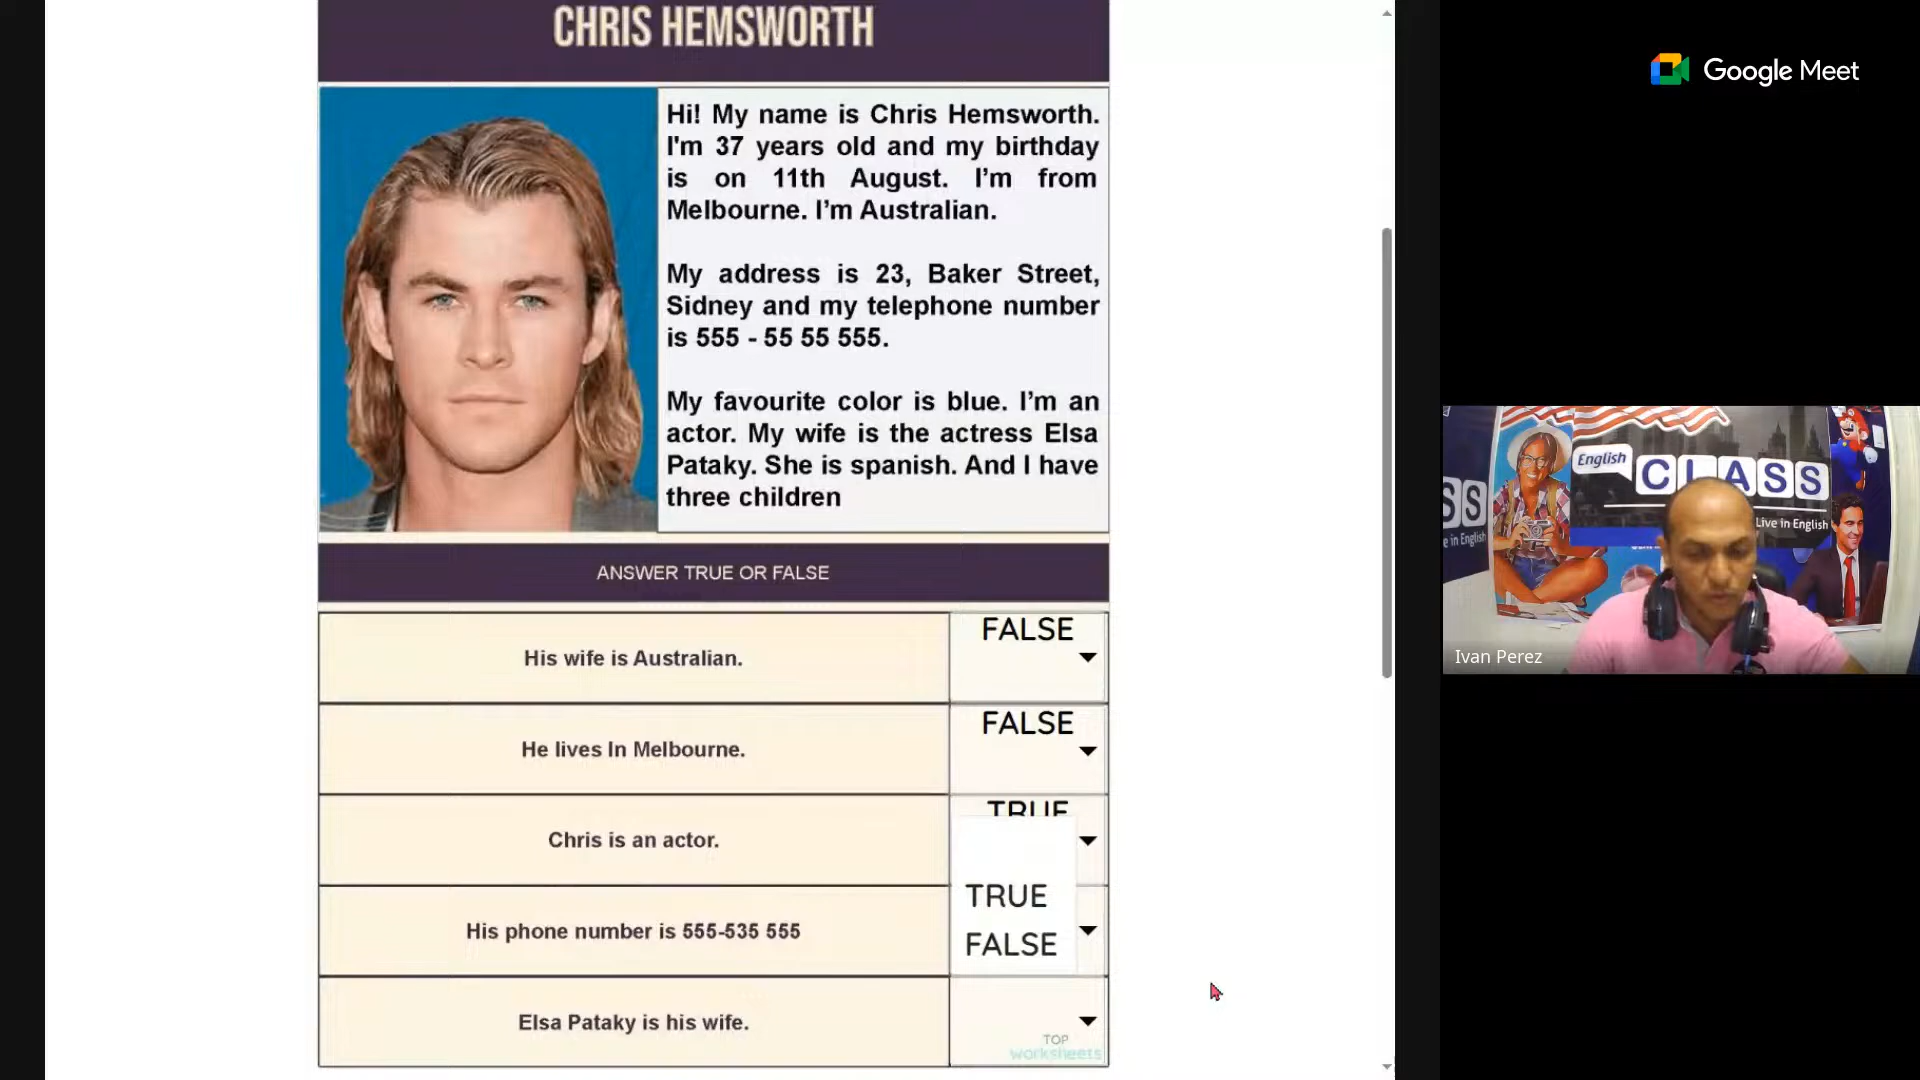 CHRIS HEMSWORTH
Hi! My name is Chris Hemsworth.
I'm 37 years old and my birthday
is on 11th August. I’m from
Melbourne. I’m Australian.
My address is 23, Baker Street,
Sidney and my telephone number
is 555 - 55 55 555.
My favourite color is blue. I’m an
actor. My wife is the actress Elsa
Pataky. She is spanish. And I have
three children
ANSWER TRUE OR FALSE
His wife is Australian.
FALSE
He lives In Melbourne.
FALSE
Chris is an actor.
TRUE
TRUE
FALSE
His phone number is 555-535 555
Elsa Pataky is his wife.
TOP
worksheets
Google Meet
English
CLASS
Live in English
SS
e in English
Ivan Perez